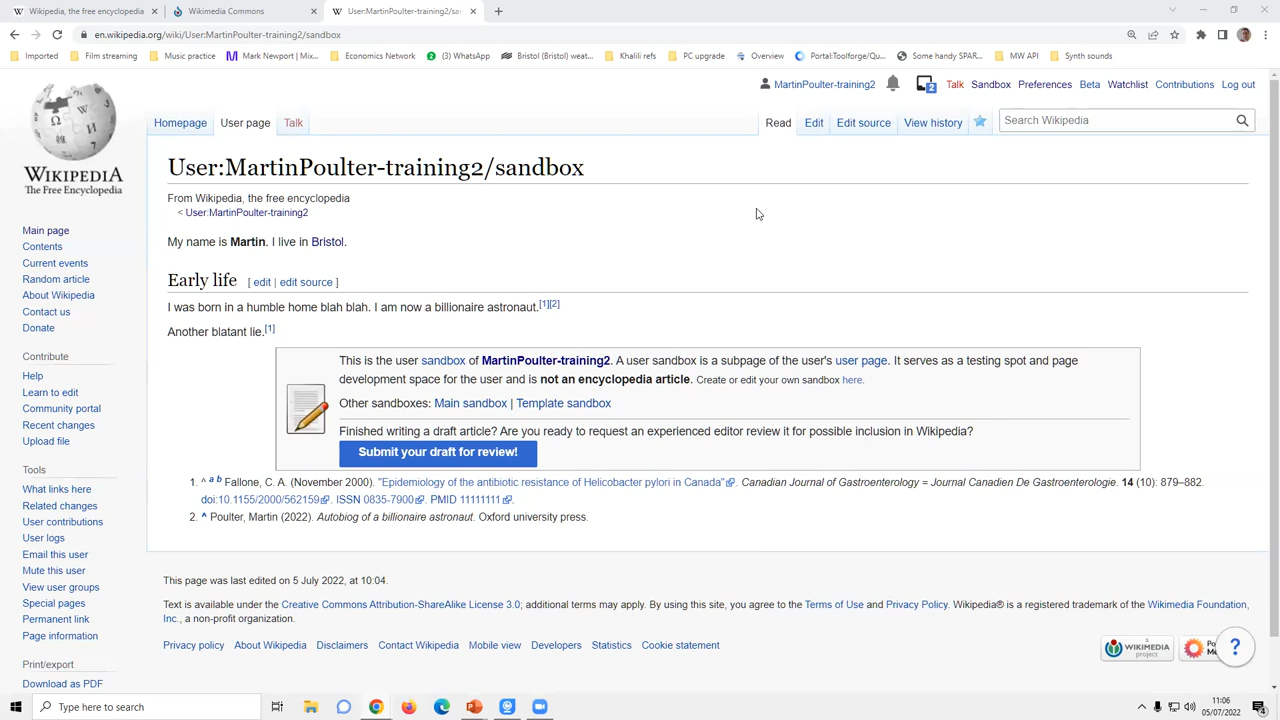 Wikipedia, the free encyclopedia
Wikimedia Commons
User:MartinPoulter-training2/sa
en.wikipedia.org/wiki/User:MartinPoulter-training2/sandbox
Imported
Film streaming
Music practice
Mark Newport | Mix...
Economics Network
(3) WhatsApp
Bristol (Bristol) weat...
Khalili refs
PC upgrade
Overview
Portal:Toolforge/Qu...
Some handy SPAR...
MW API
Synth sounds
MartinPoulter-training2
2
Talk
Sandbox
Preferences
Beta
Watchlist
Contributions
Log out
Homepage
User page
Talk
Read
Edit
Edit source
View history
Search Wikipedia
WIKIPEDIA
The Free Encyclopedia
Main page
Contents
Current events
Random article
About Wikipedia
Contact us
Donate
Contribute
Help
Learn to edit
Community portal
Recent changes
Upload file
Tools
What links here
Related changes
User contributions
User logs
Email this user
Mute this user
View user groups
Special pages
Permanent link
Page information
Print/export
Download as PDF
User:MartinPoulter-training2/sandbox
From Wikipedia, the free encyclopedia
< User:MartinPoulter-training2
My name is Martin. I live in Bristol.
Early life [ edit | edit source ]
I was born in a humble home blah blah. I am now a billionaire astronaut.[1][2]
Another blatant lie.[1]
This is the user sandbox of MartinPoulter-training2. A user sandbox is a subpage of the user's user page. It serves as a testing spot and page
development space for the user and is not an encyclopedia article. Create or edit your own sandbox here.
Other sandboxes: Main sandbox | Template sandbox
Finished writing a draft article? Are you ready to request an experienced editor review it for possible inclusion in Wikipedia?
Submit your draft for review!
1. ^ a b Fallone, C. A. (November 2000). "Epidemiology of the antibiotic resistance of Helicobacter pylori in Canada". Canadian Journal of Gastroenterology = Journal Canadien De Gastroenterologie. 14 (10): 879–882.
doi:10.1155/2000/562159. ISSN 0835-7900. PMID 11111111.
2. ^ Poulter, Martin (2022). Autobiog of a billionaire astronaut. Oxford university press.
This page was last edited on 5 July 2022, at 10:04.
Text is available under the Creative Commons Attribution-ShareAlike License 3.0; additional terms may apply. By using this site, you agree to the Terms of Use and Privacy Policy. Wikipedia® is a registered trademark of the Wikimedia Foundation,
Inc., a non-profit organization.
Privacy policy
About Wikipedia
Disclaimers
Contact Wikipedia
Mobile view
Developers
Statistics
Cookie statement
WIKIMEDIA
project
?
Type here to search
11:06
05/07/2022
4